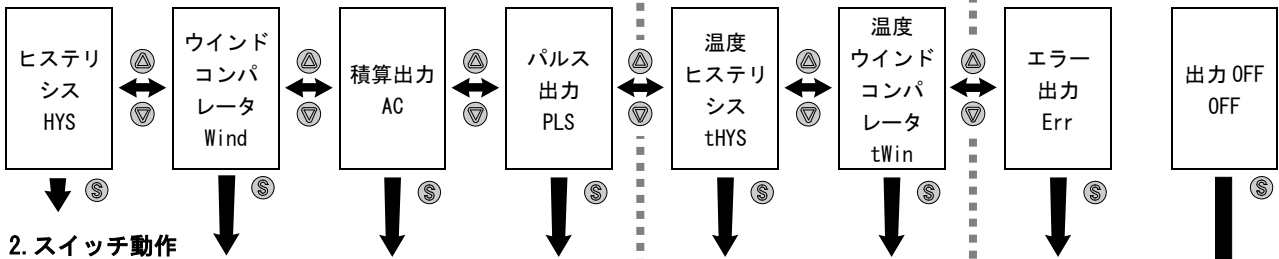 ヒステリ
シス
HYS
ウインド
コンパ
レータ
Wind
積算出力
AC
パルス
出力
PLS
温度
ヒステリ
シス
tHYS
温度
ウインド
コンパ
レータ
tWin
エラー
出力
Err
出力 OFF
OFF
S
S
S
S
S
S
S
S
2.スイッチ動作